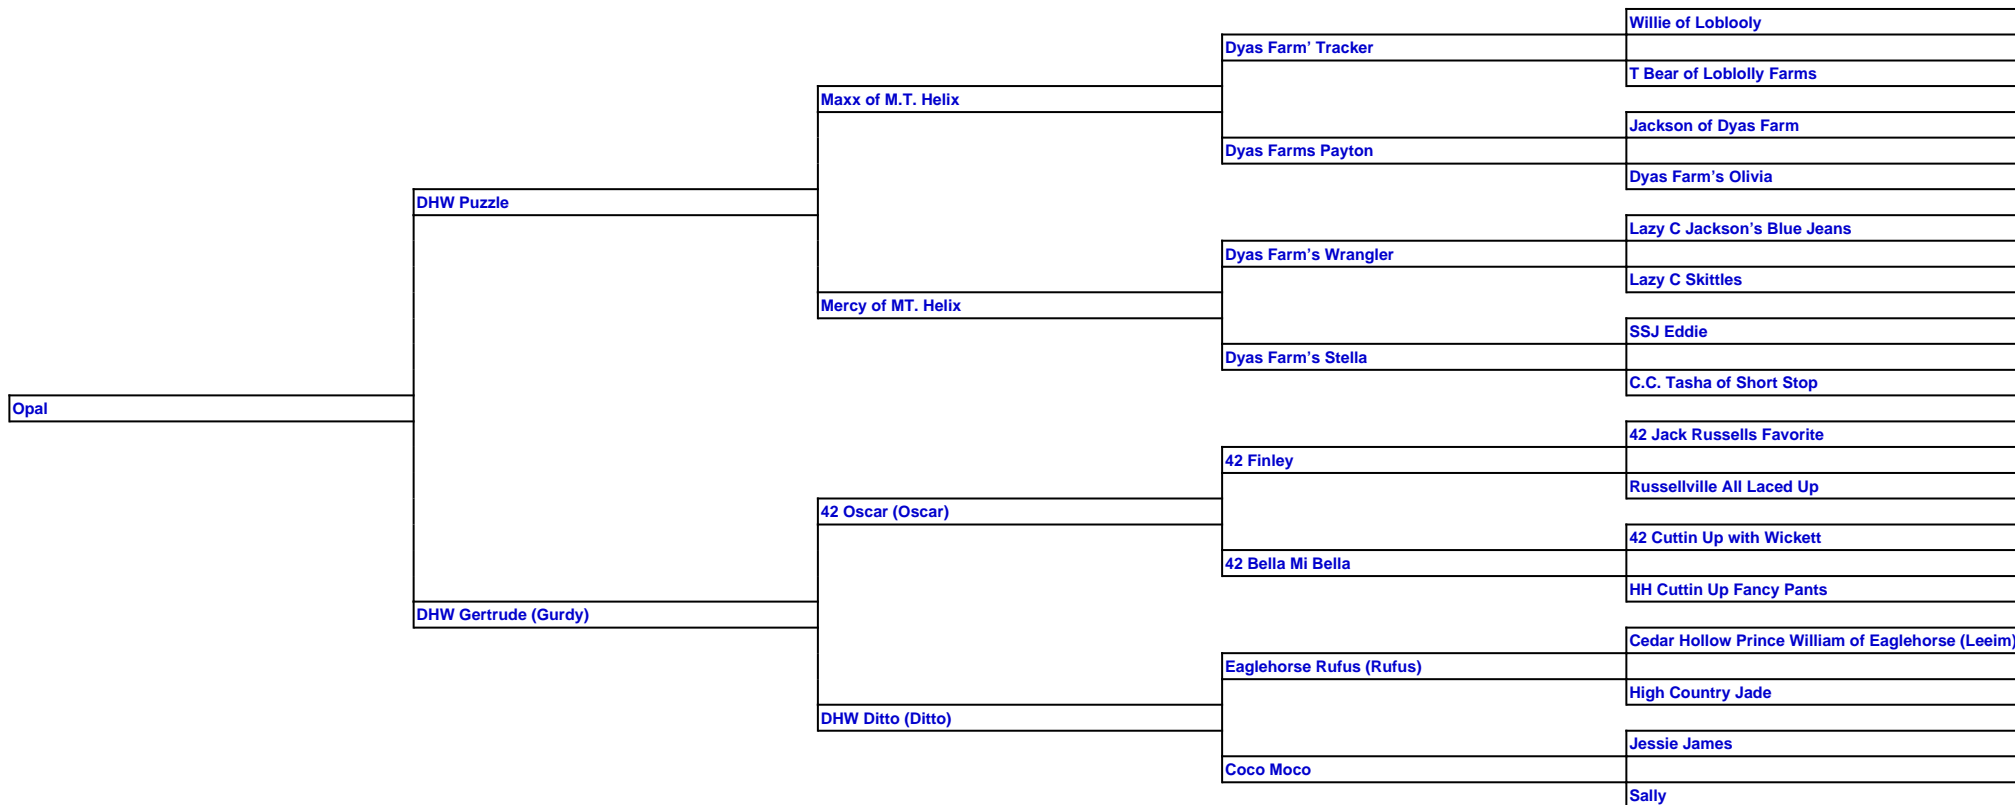 Willie of Loblooly
Dyas Farm’ Tracker
T Bear of Loblolly Farms
Maxx of M.T. Helix
Jackson of Dyas Farm
Dyas Farms Payton
Dyas Farm’s Olivia
DHW Puzzle
Lazy C Jackson’s Blue Jeans
Dyas Farm’s Wrangler
Lazy C Skittles
Mercy of MT. Helix
SSJ Eddie
Dyas Farm’s Stella
C.C. Tasha of Short Stop
Opal
42 Jack Russells Favorite
42 Finley
Russellville All Laced Up
42 Oscar (Oscar)
42 Cuttin Up with Wickett
42 Bella Mi Bella
HH Cuttin Up Fancy Pants
DHW Gertrude (Gurdy)
Cedar Hollow Prince William of Eaglehorse (Leeim)
Eaglehorse Rufus (Rufus)
High Country Jade
DHW Ditto (Ditto)
Jessie James
Coco Moco
Sally